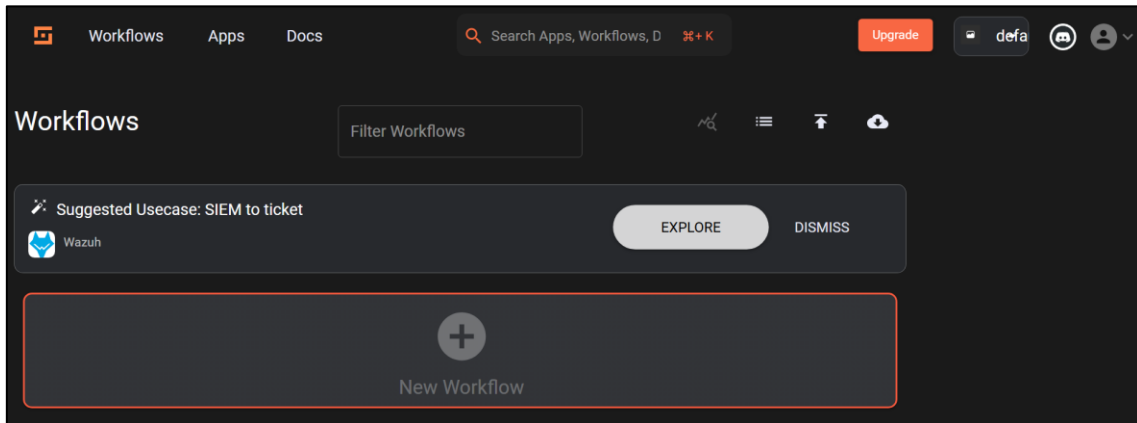 Workflows Apps Docs Search Apps, Workflows, D ⌘+ K Upgrade defa
Workflows Filter Workflows
Suggested Usecase: SIEM to ticket
Wazuh EXPLORE DISMISS
New Workflow